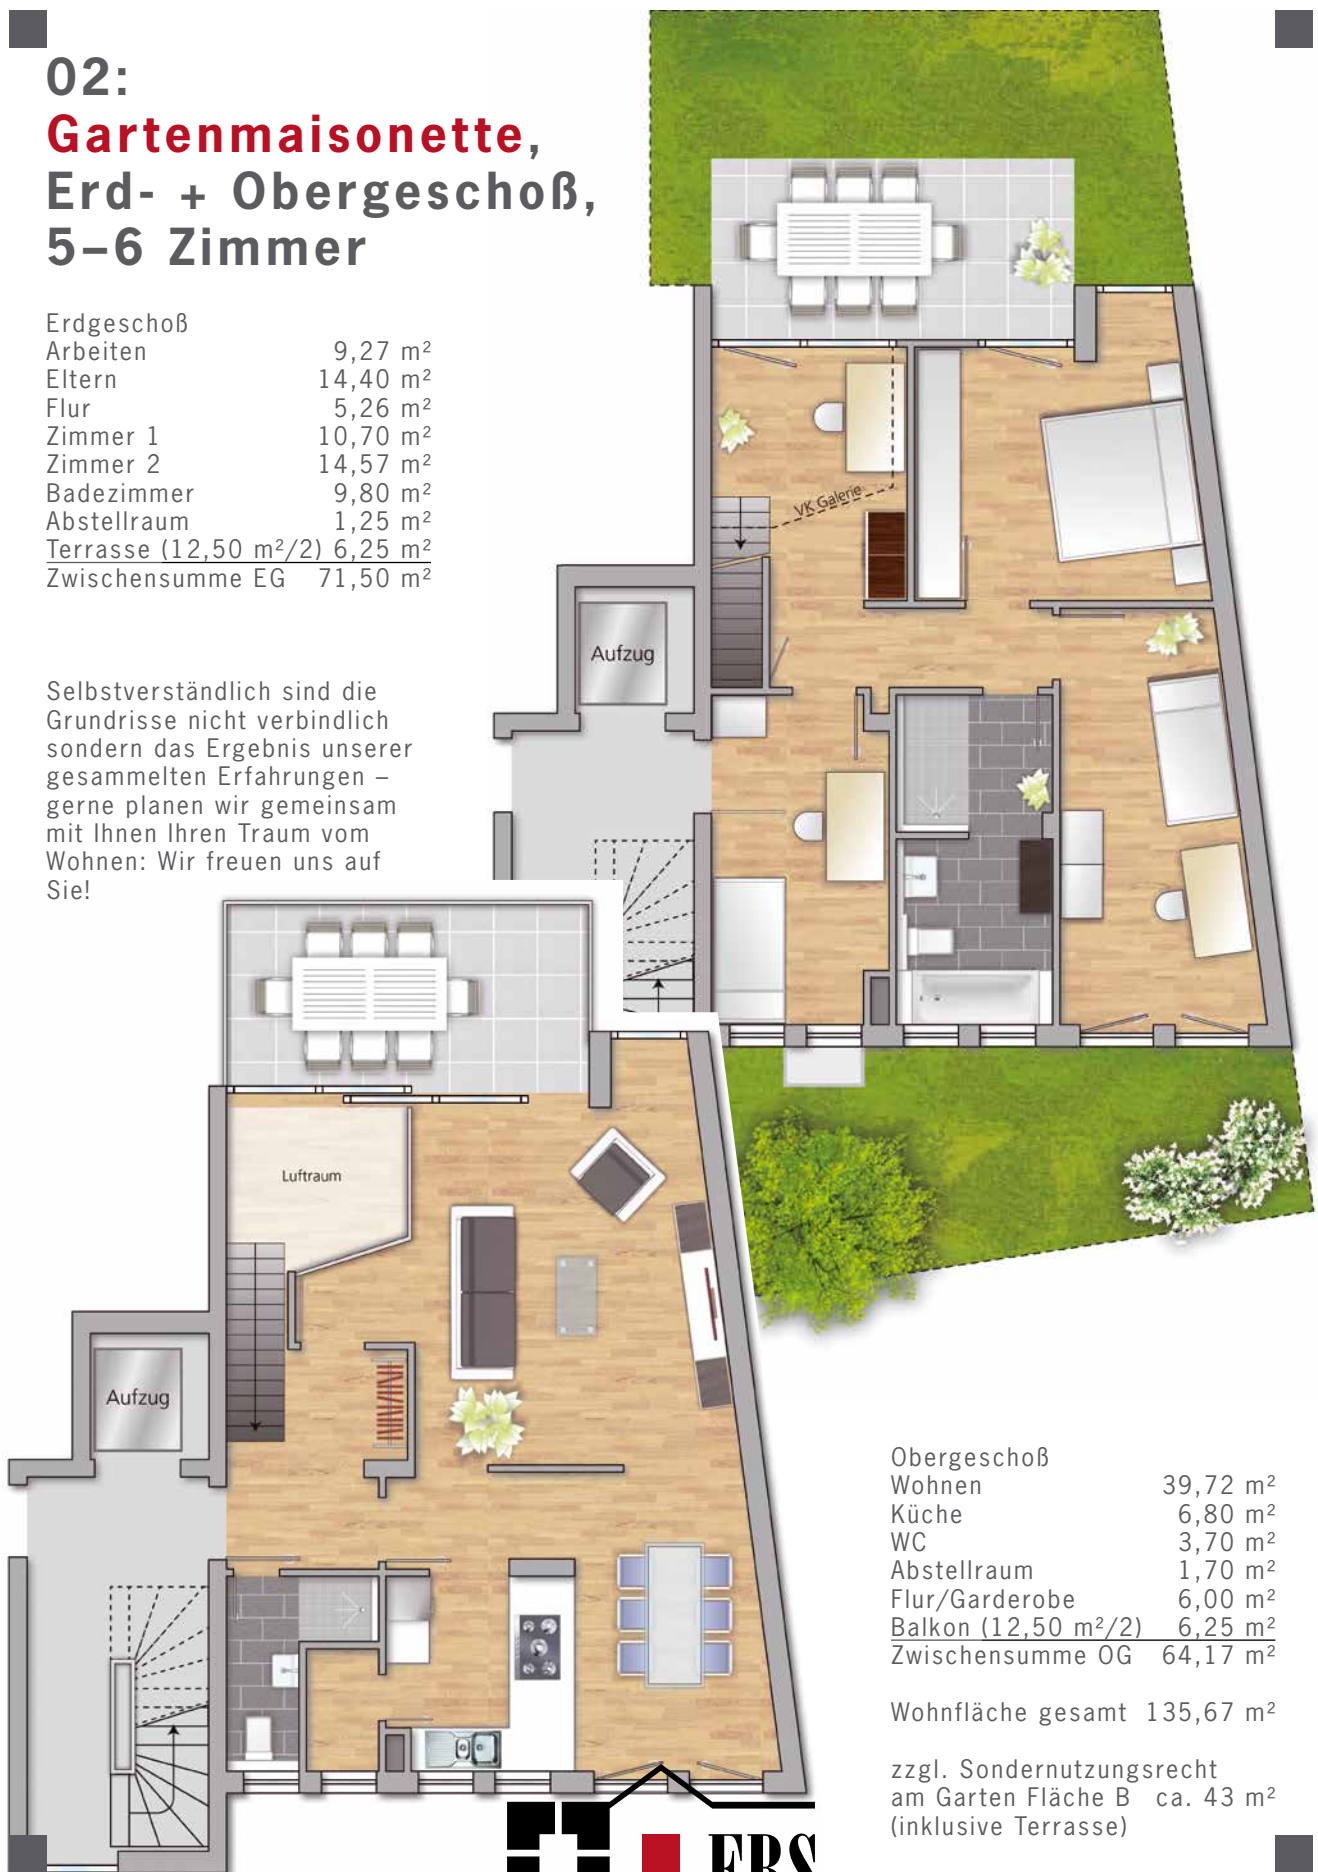 02:
Gartenmaisonette,
Erd- + Obergeschoß,
5–6 Zimmer
Erdgeschoß
Arbeiten 9,27 m²
Eltern 14,40 m²
Flur 5,26 m²
Zimmer 1 10,70 m²
Zimmer 2 14,57 m²
Badezimmer 9,80 m²
Abstellraum 1,25 m²
Terrasse (12,50 m²/2) 6,25 m²
Zwischensumme EG 71,50 m²
Selbstverständlich sind die
Grundrisse nicht verbindlich
sondern das Ergebnis unserer
gesammelten Erfahrungen –
gerne planen wir gemeinsam
mit Ihnen Ihren Traum vom
Wohnen: Wir freuen uns auf
Sie!
VK Galerie
Aufzug
Luftraum
Aufzug
Obergeschoß
Wohnen 39,72 m²
Küche 6,80 m²
WC 3,70 m²
Abstellraum 1,70 m²
Flur/Garderobe 6,00 m²
Balkon (12,50 m²/2) 6,25 m²
Zwischensumme OG 64,17 m²
Wohnfläche gesamt 135,67 m²
zzgl. Sondernutzungsrecht
am Garten Fläche B ca. 43 m²
(inklusive Terrasse)